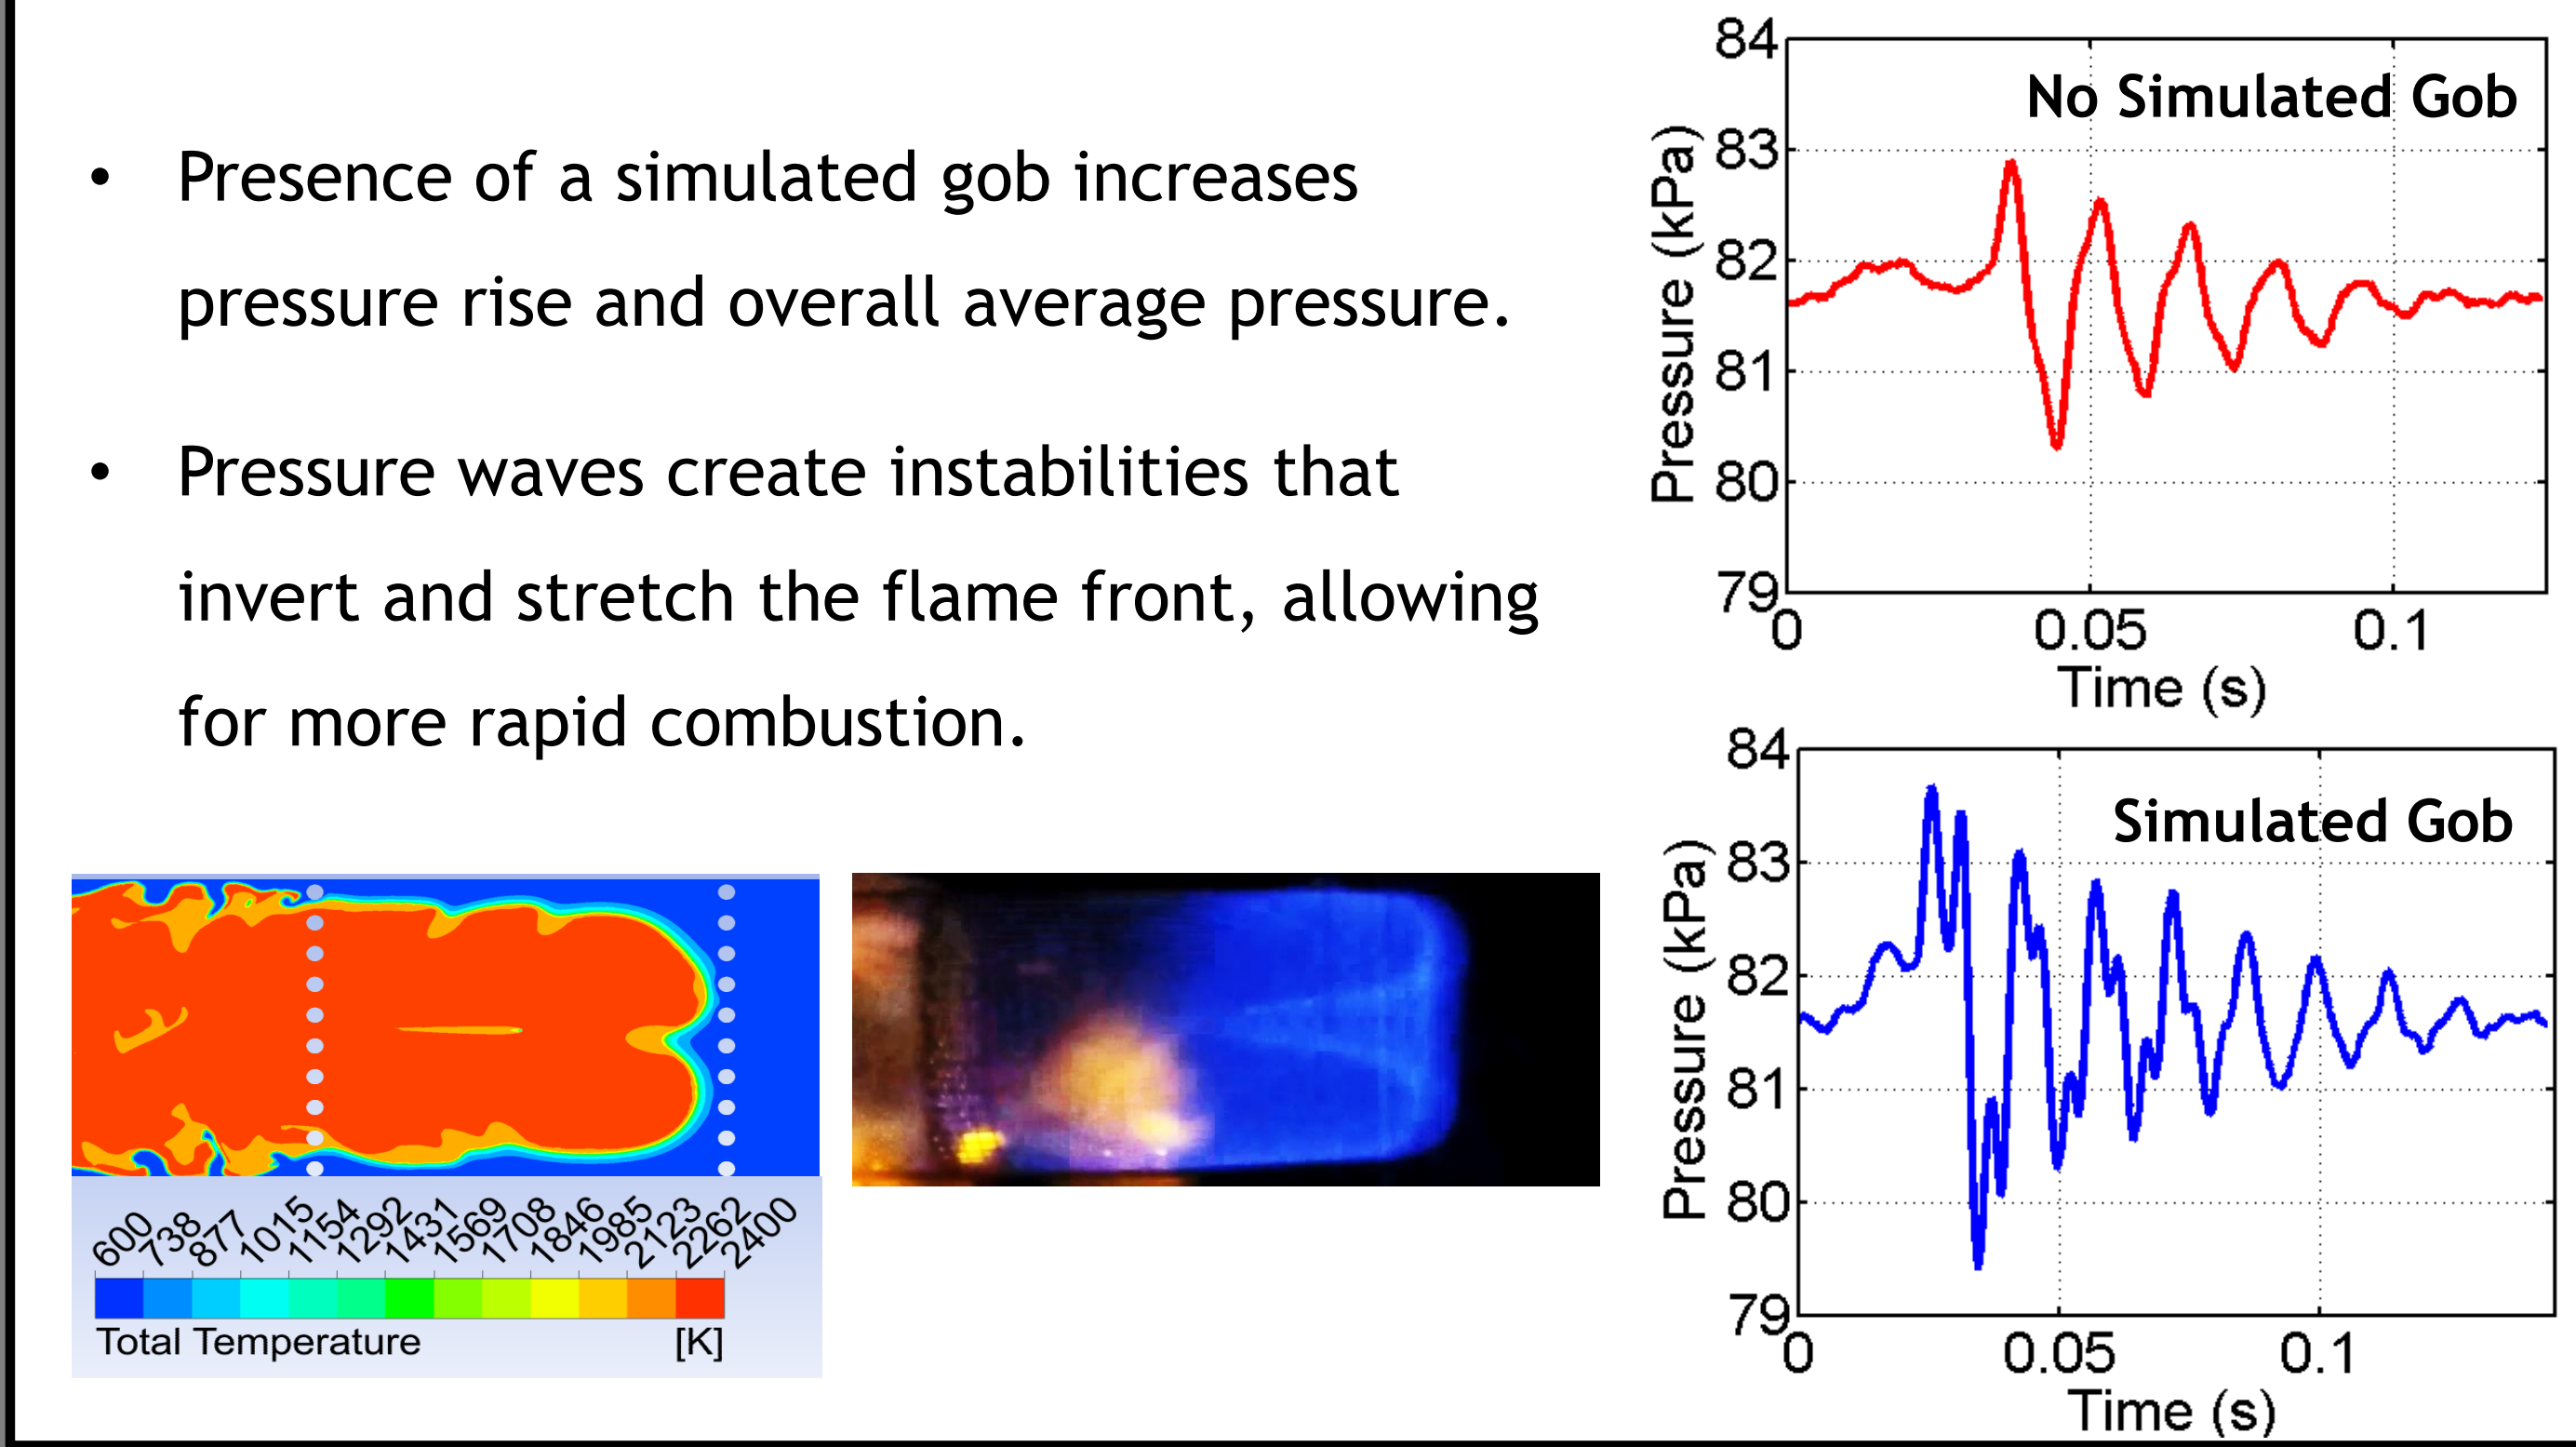 • Presence of a simulated gob increases
pressure rise and overall average pressure.
• Pressure waves create instabilities that
invert and stretch the flame front, allowing
for more rapid combustion.
600 738 877 1015 1154 1292 1431 1569 1708 1846 1985 2123 2262 2400
Total Temperature [K]
No Simulated Gob
Pressure (kPa)
84
83
82
81
80
79
0 0.05 0.1
Time (s)
Simulated Gob
Pressure (kPa)
84
83
82
81
80
79
0 0.05 0.1
Time (s)